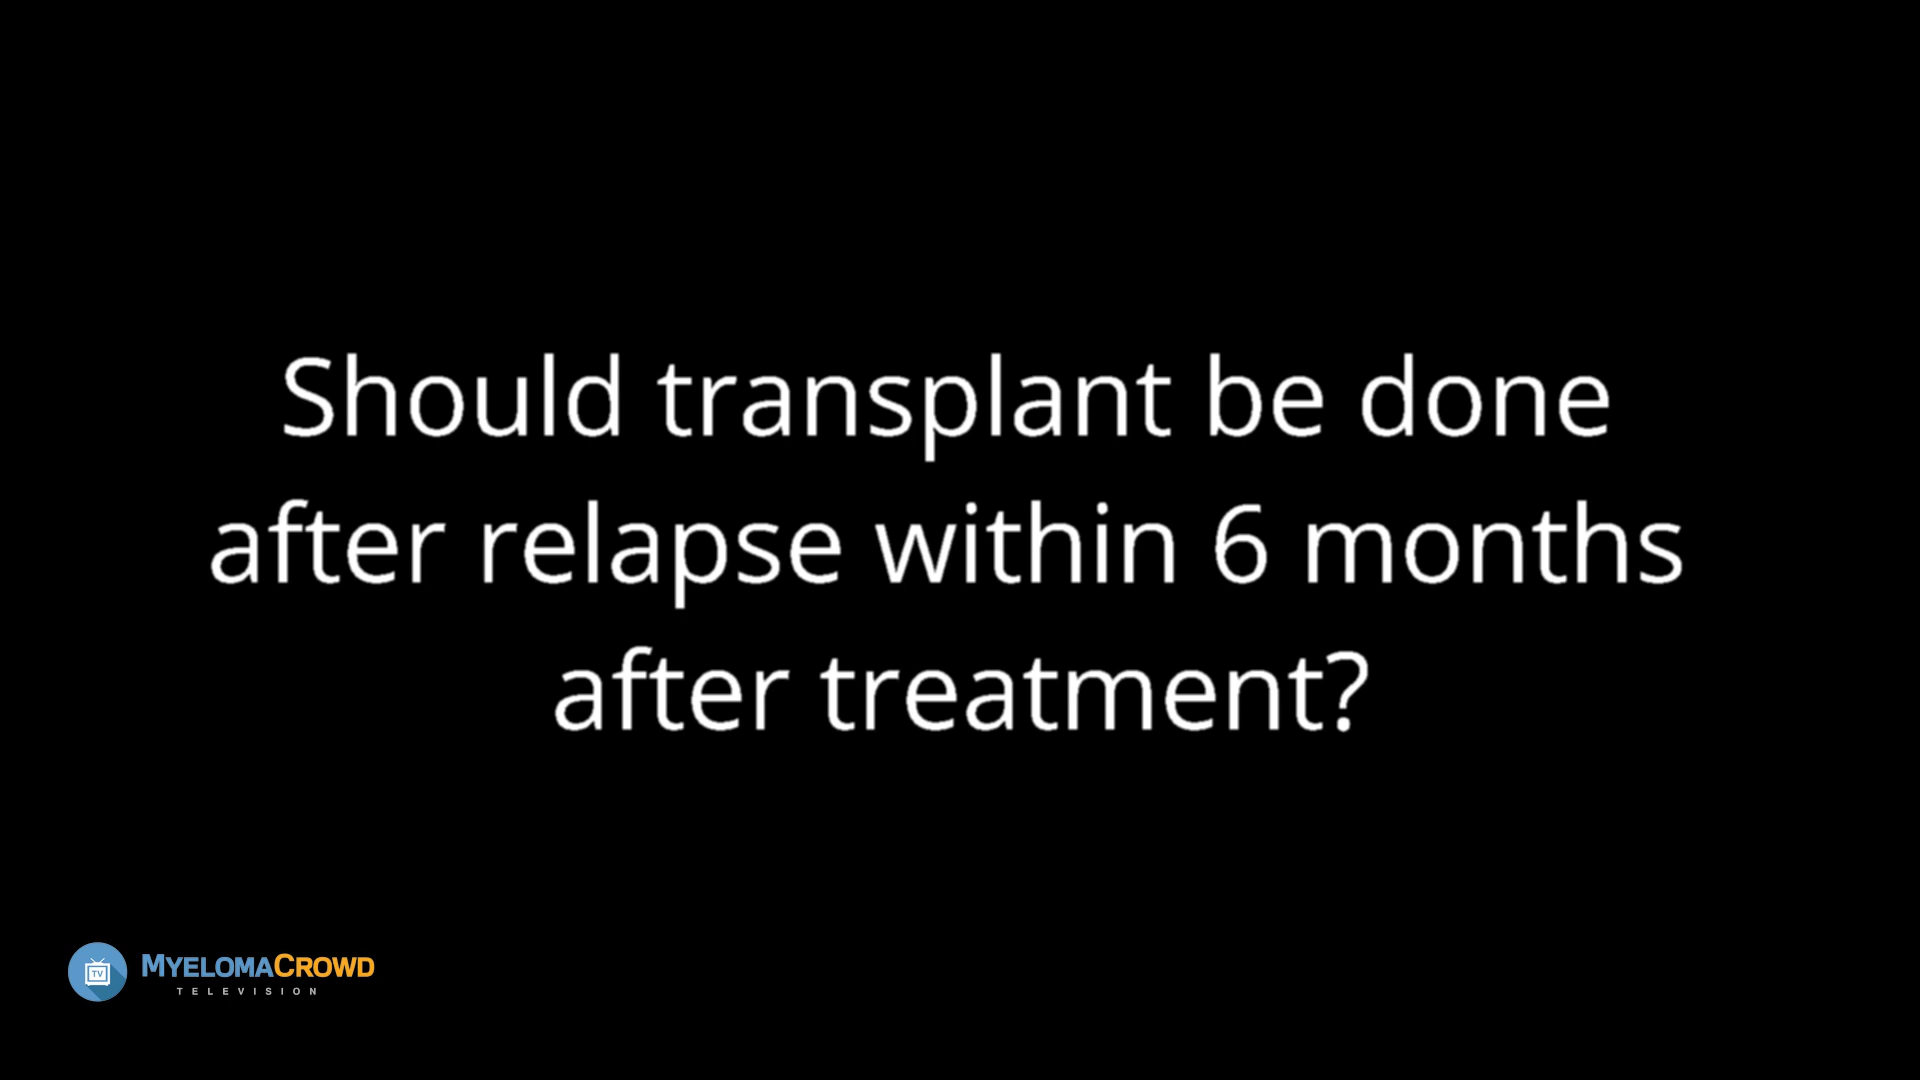 Should transplant be done
after relapse within 6 months
after treatment?
TV
MYELOMACROWD
TELEVISION